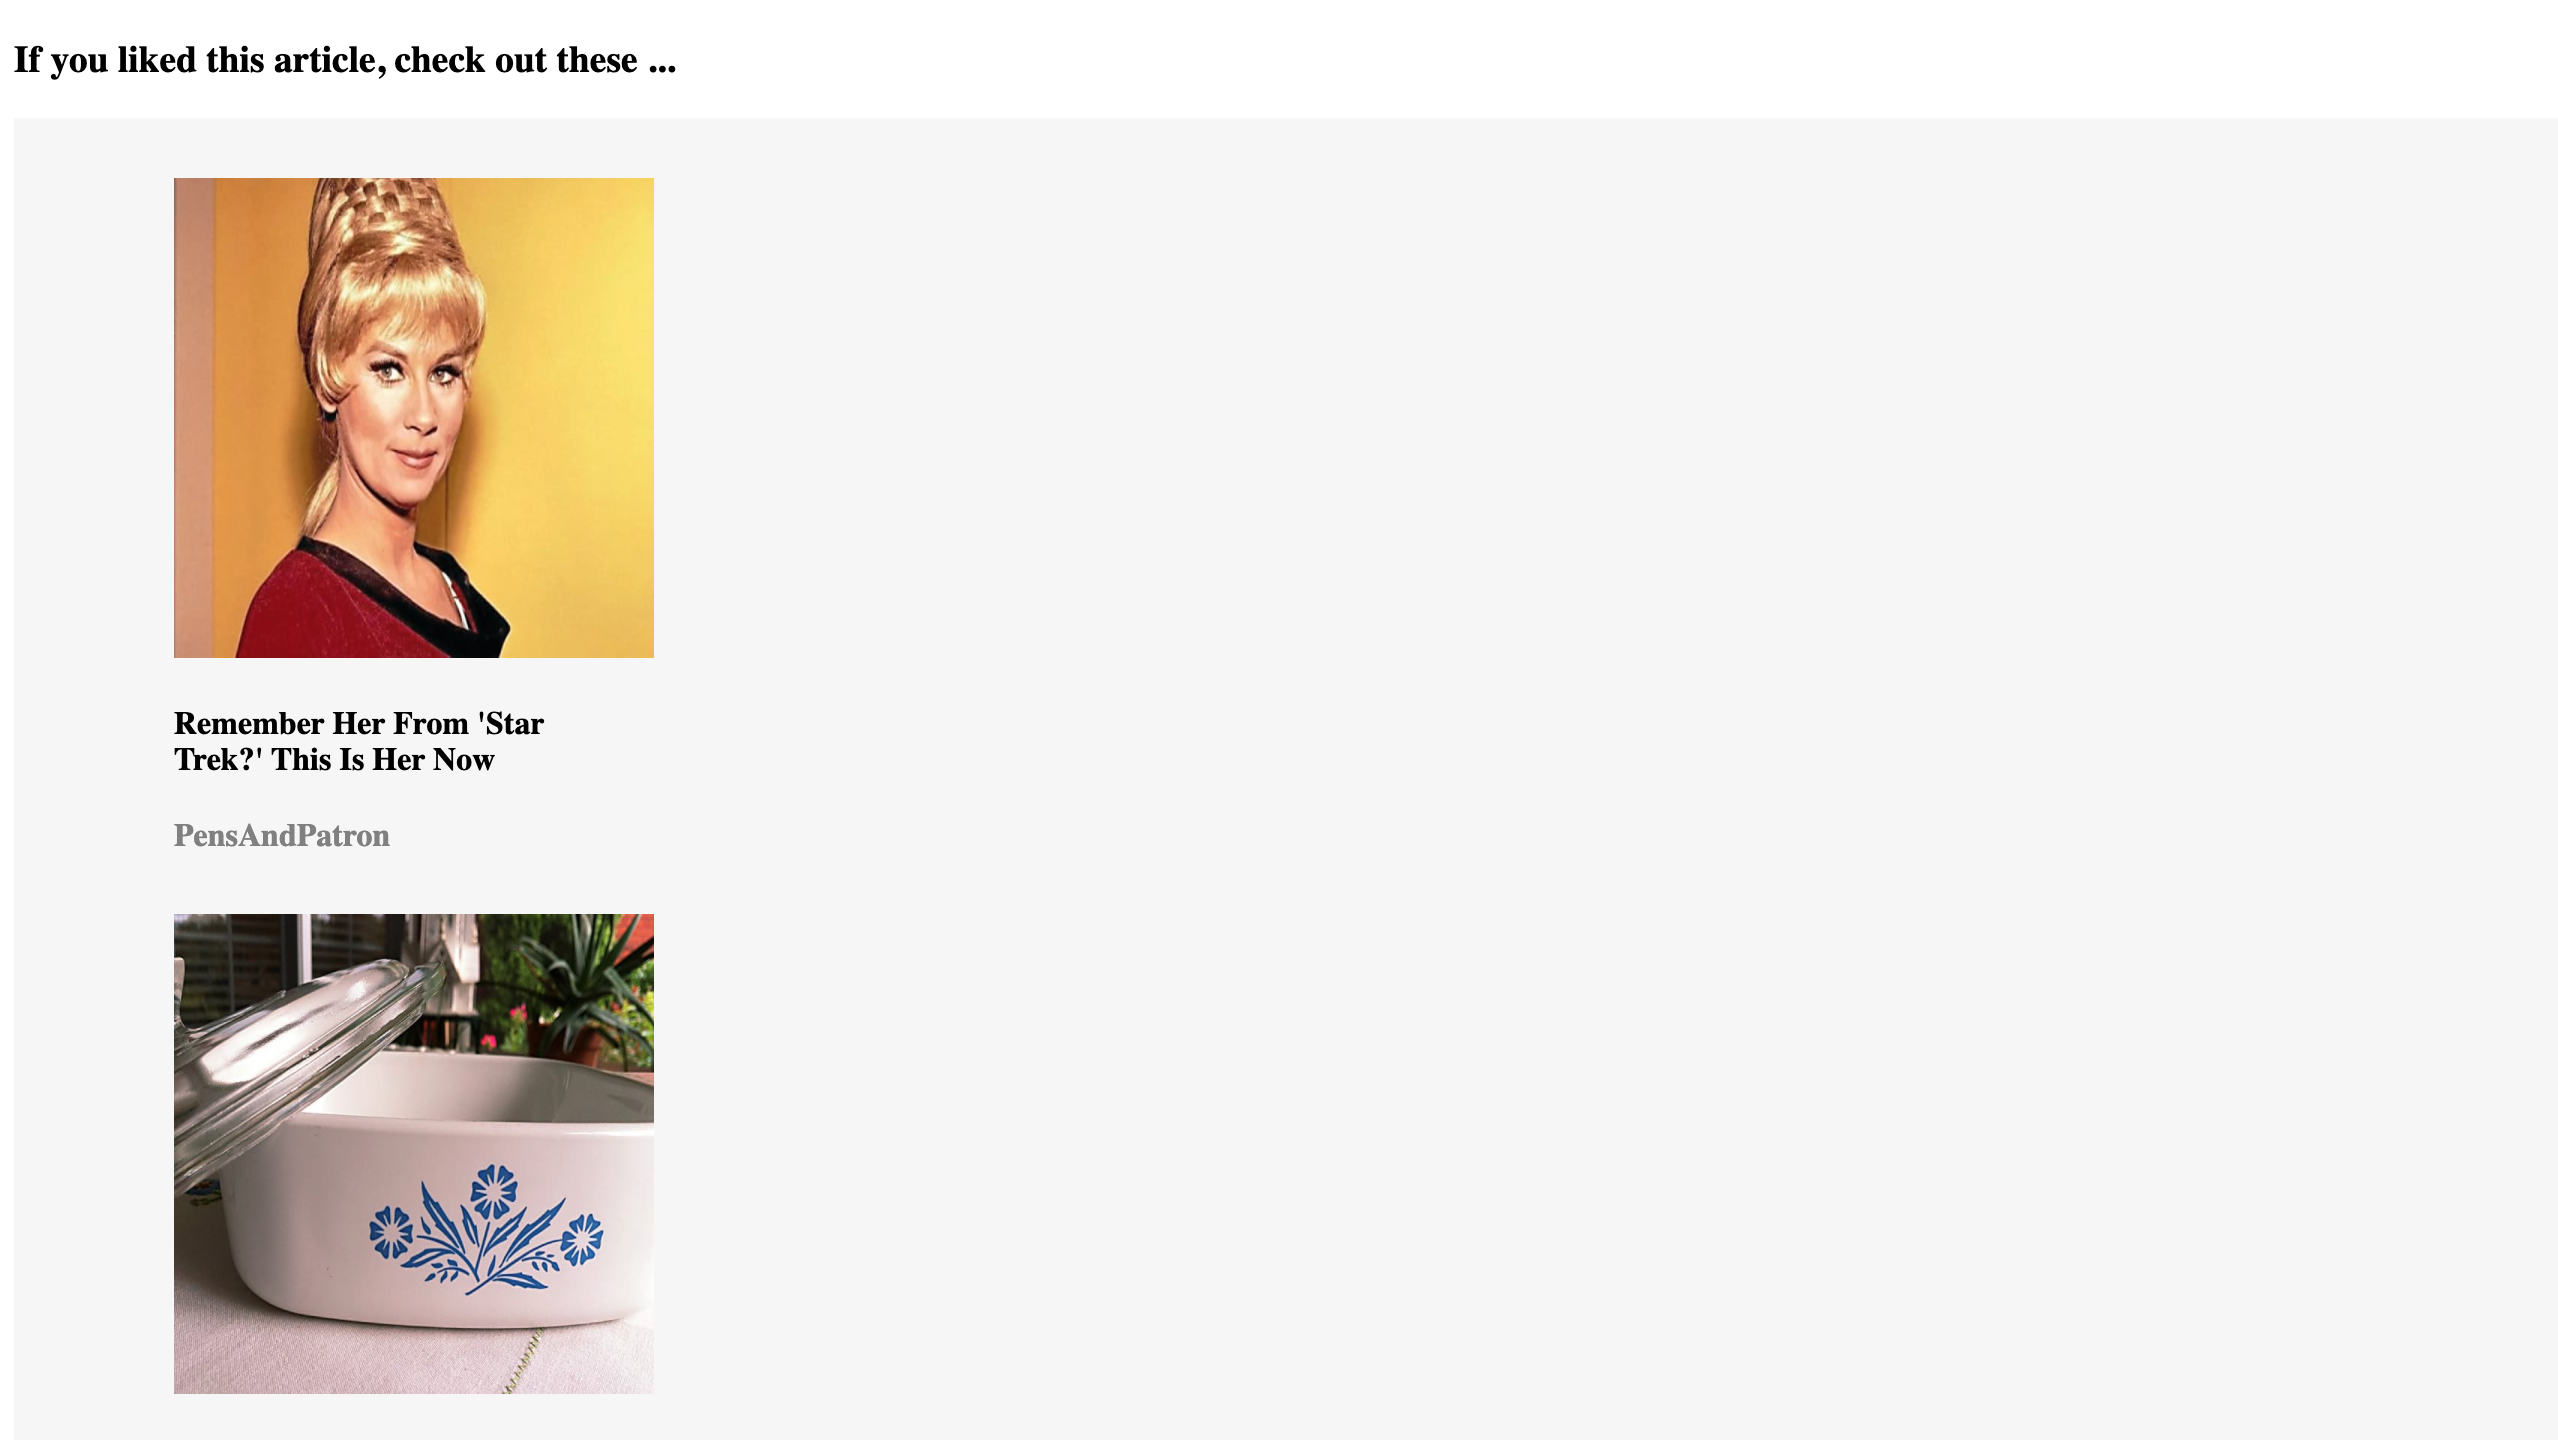 If you liked this article, check out these ...
Remember Her From 'Star
Trek?' This Is Her Now
PensAndPatron